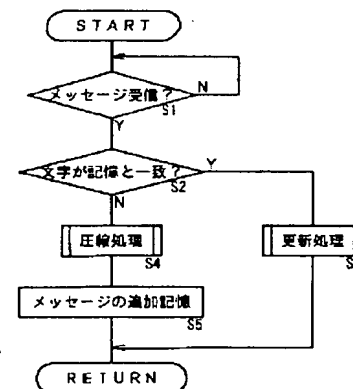 START
メッセージ受信？
N
S1
Y
文字が記憶と一致？
Y
S2
N
圧縮処理
更新処理
S4
S
メッセージの追加記憶
S5
RETURN